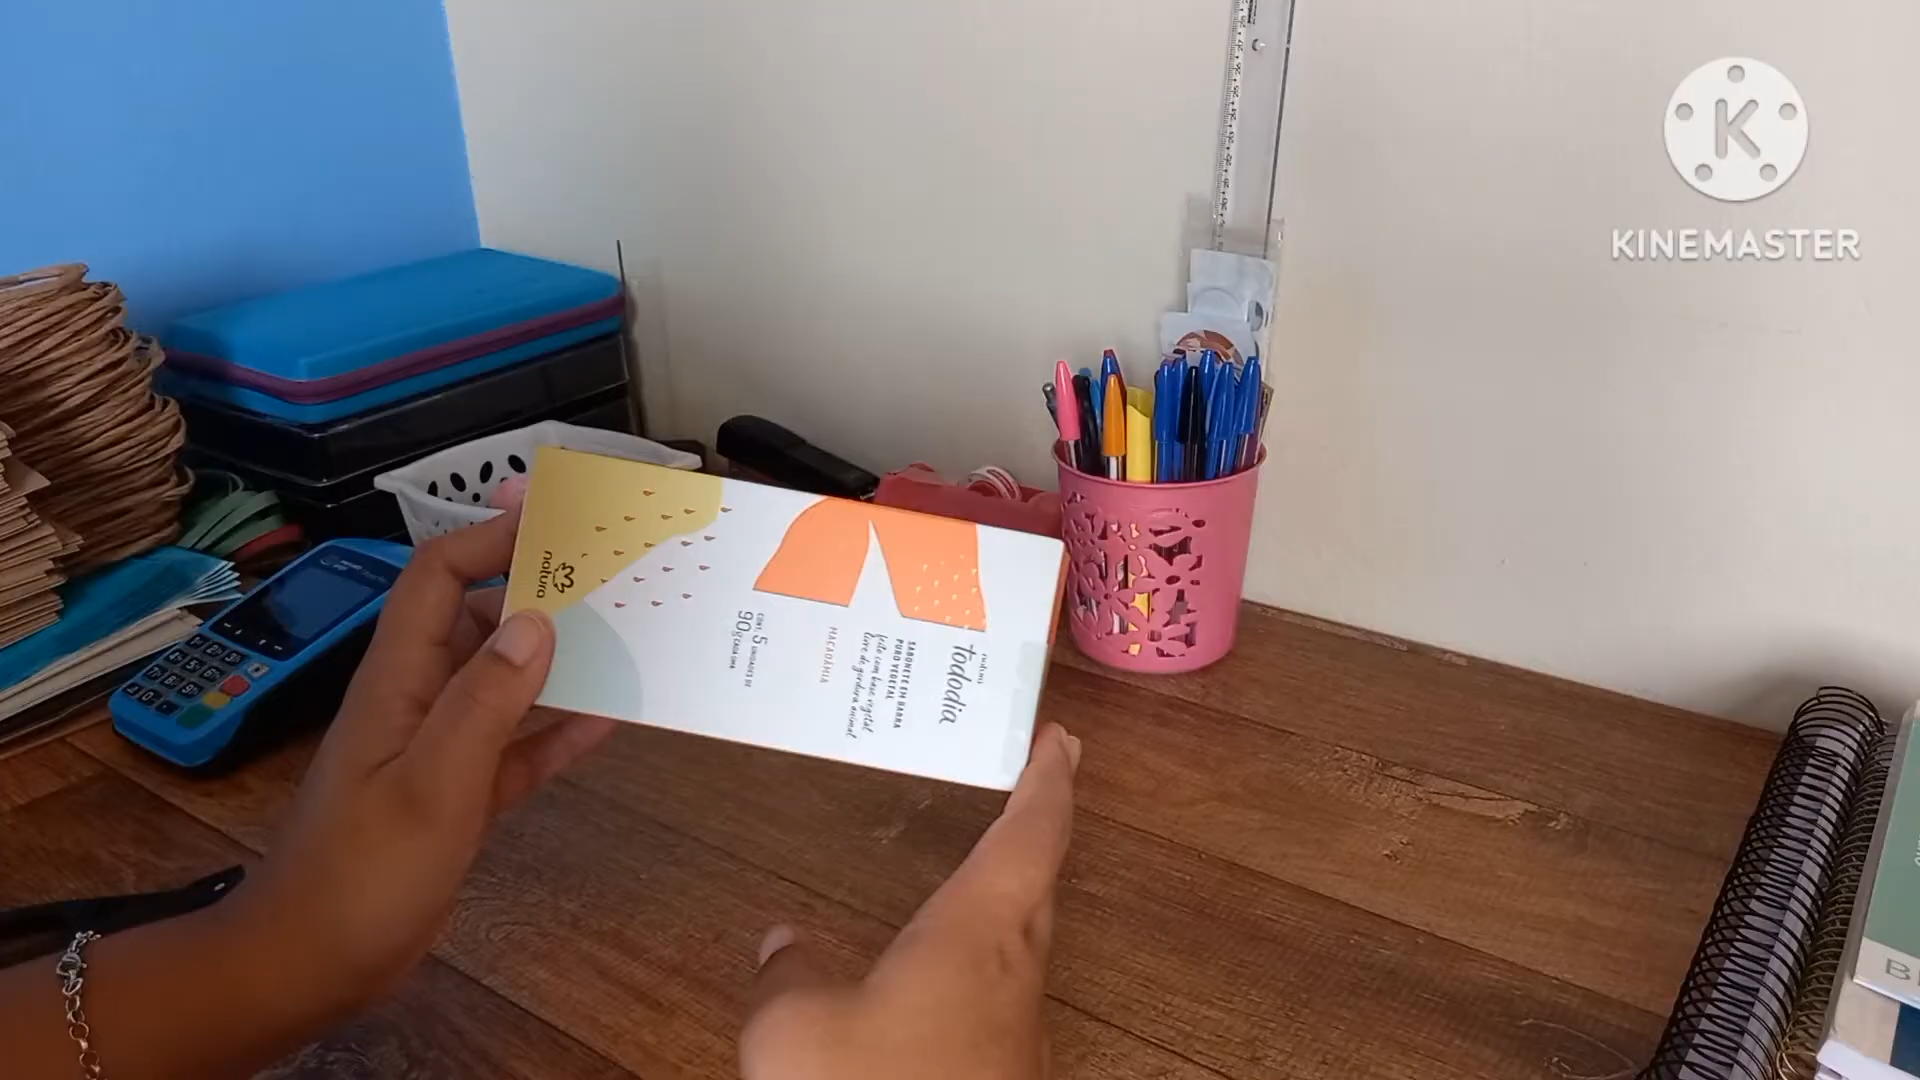 KINEMASTER
natura
tododia
SABONETE EM BARRA
PURO VEGETAL
feito com base vegetal
livre de gordura animal
MACADÂMIA
CONT. 5 UNIDADES DE
90g CADA UMA
natura